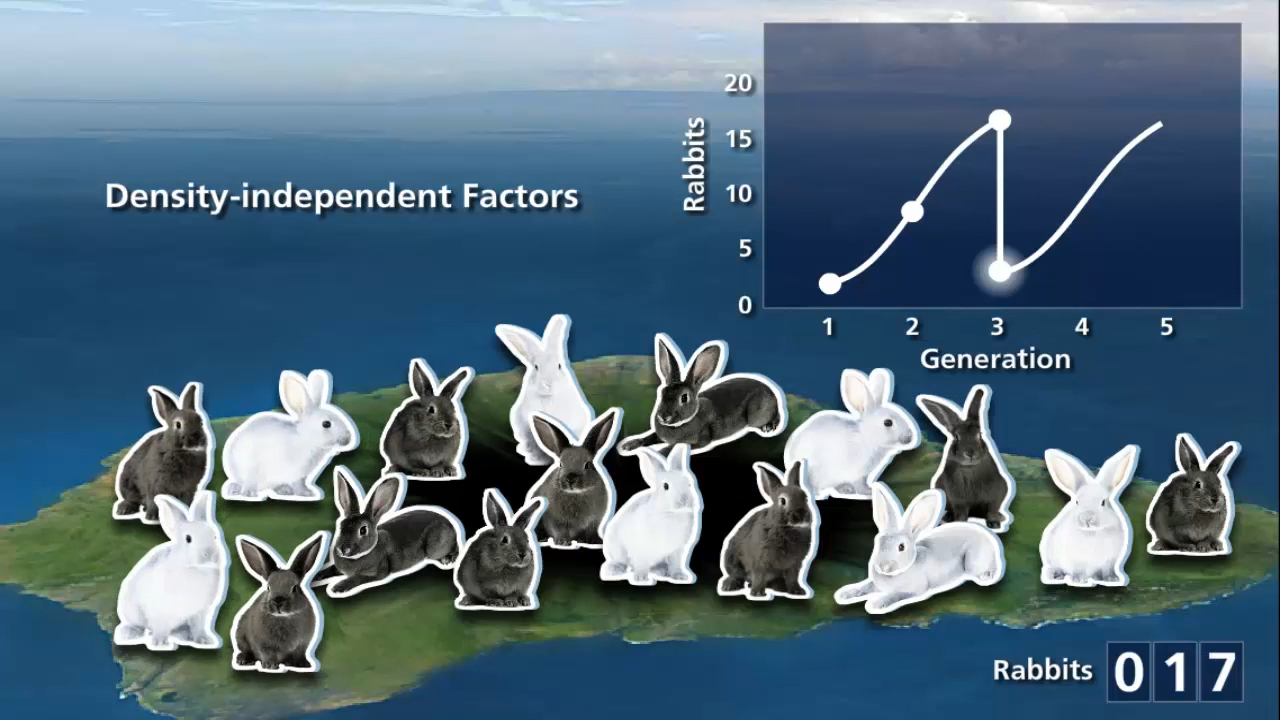 Density-independent Factors
Rabbits
20
15
10
5
0
1 2 3 4 5
Generation
Rabbits 017